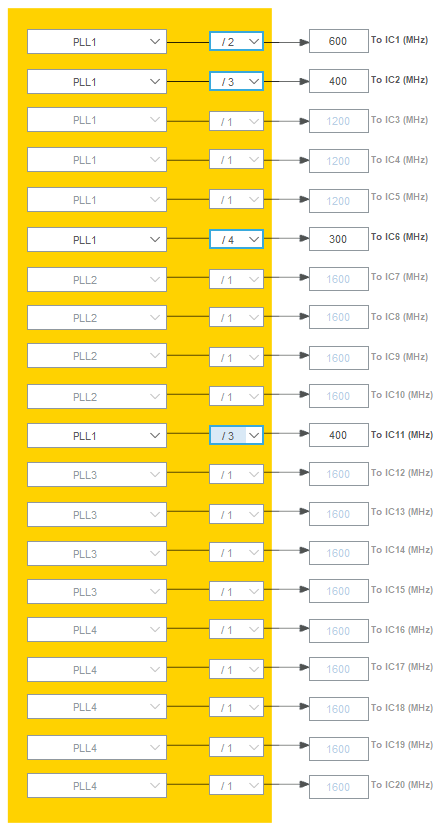 PLL1 / 2 600 To IC1 (MHz)
PLL1 / 3 400 To IC2 (MHz)
PLL1 / 1 1200 To IC3 (MHz)
PLL1 / 1 1200 To IC4 (MHz)
PLL1 / 1 1200 To IC5 (MHz)
PLL1 / 4 300 To IC6 (MHz)
PLL2 / 1 1600 To IC7 (MHz)
PLL2 / 1 1600 To IC8 (MHz)
PLL2 / 1 1600 To IC9 (MHz)
PLL2 / 1 1600 To IC10 (MHz)
PLL1 / 3 400 To IC11 (MHz)
PLL3 / 1 1600 To IC12 (MHz)
PLL3 / 1 1600 To IC13 (MHz)
PLL3 / 1 1600 To IC14 (MHz)
PLL3 / 1 1600 To IC15 (MHz)
PLL4 / 1 1600 To IC16 (MHz)
PLL4 / 1 1600 To IC17 (MHz)
PLL4 / 1 1600 To IC18 (MHz)
PLL4 / 1 1600 To IC19 (MHz)
PLL4 / 1 1600 To IC20 (MHz)